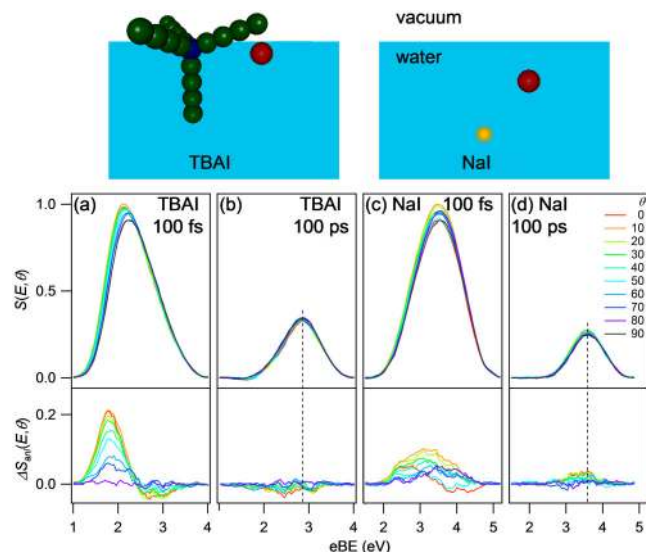 vacuum
water
TBAI
NaI
(a) TBAI
100 fs
(b) TBAI
100 ps
(c) NaI 100 fs
(d) NaI
100 ps
θ
0
10
20
30
40
50
60
70
80
90
S(E,θ)
1.0
0.5
0.0
ΔSani(E,θ)
0.2
0.0
1 2 3 4
1 2 3 4
2 3 4 5
2 3 4 5
eBE (eV)